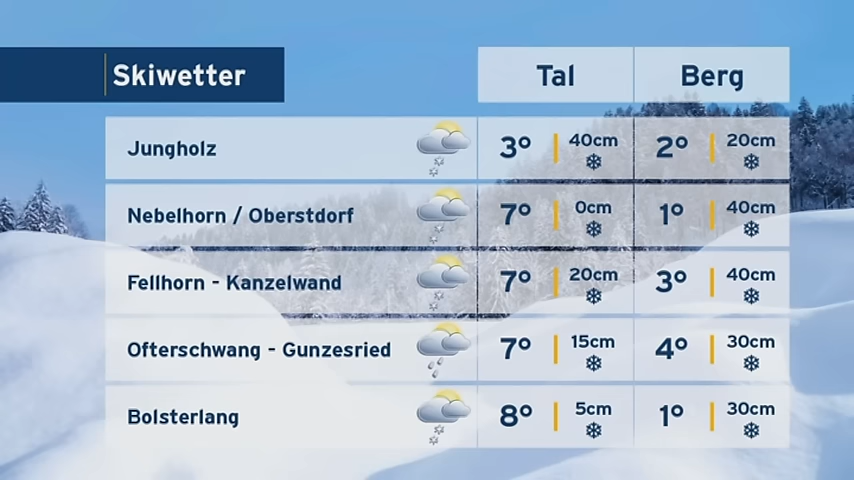 Skiwetter
Tal Berg
Jungholz 3° 40cm 2° 20cm
Nebelhorn / Oberstdorf 7° 0cm 1° 40cm
Fellhorn - Kanzelwand 7° 20cm 3° 40cm
Ofterschwang - Gunzesried 7° 15cm 4° 30cm
Bolsterlang 8° 5cm 1° 30cm